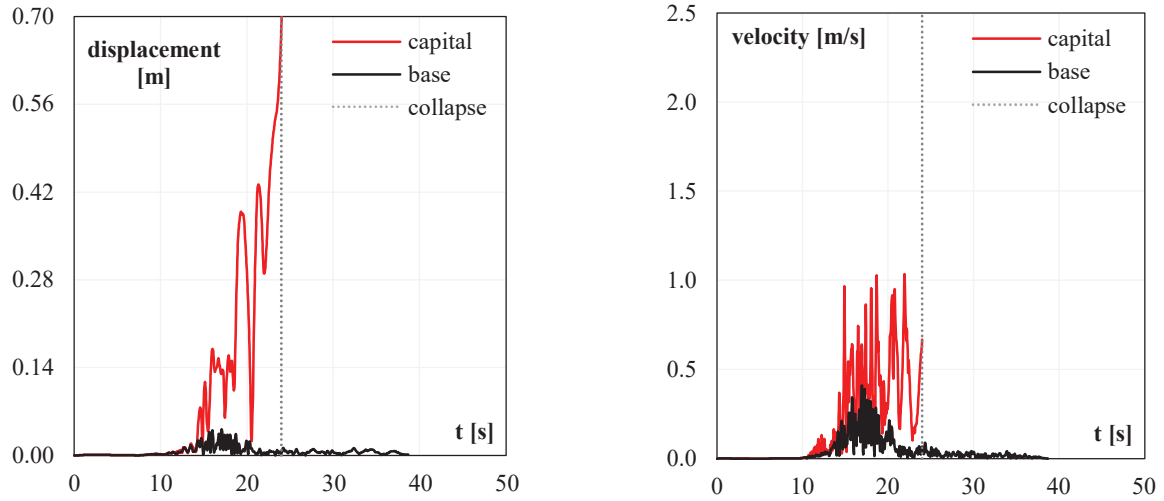 0.70
displacement
[m]
capital
base
collapse
0.56
0.42
0.28
0.14
0.00
t [s]
0 10 20 30 40 50
2.5
velocity [m/s]
capital
base
collapse
2.0
1.5
1.0
0.5
0.0
t [s]
0 10 20 30 40 50